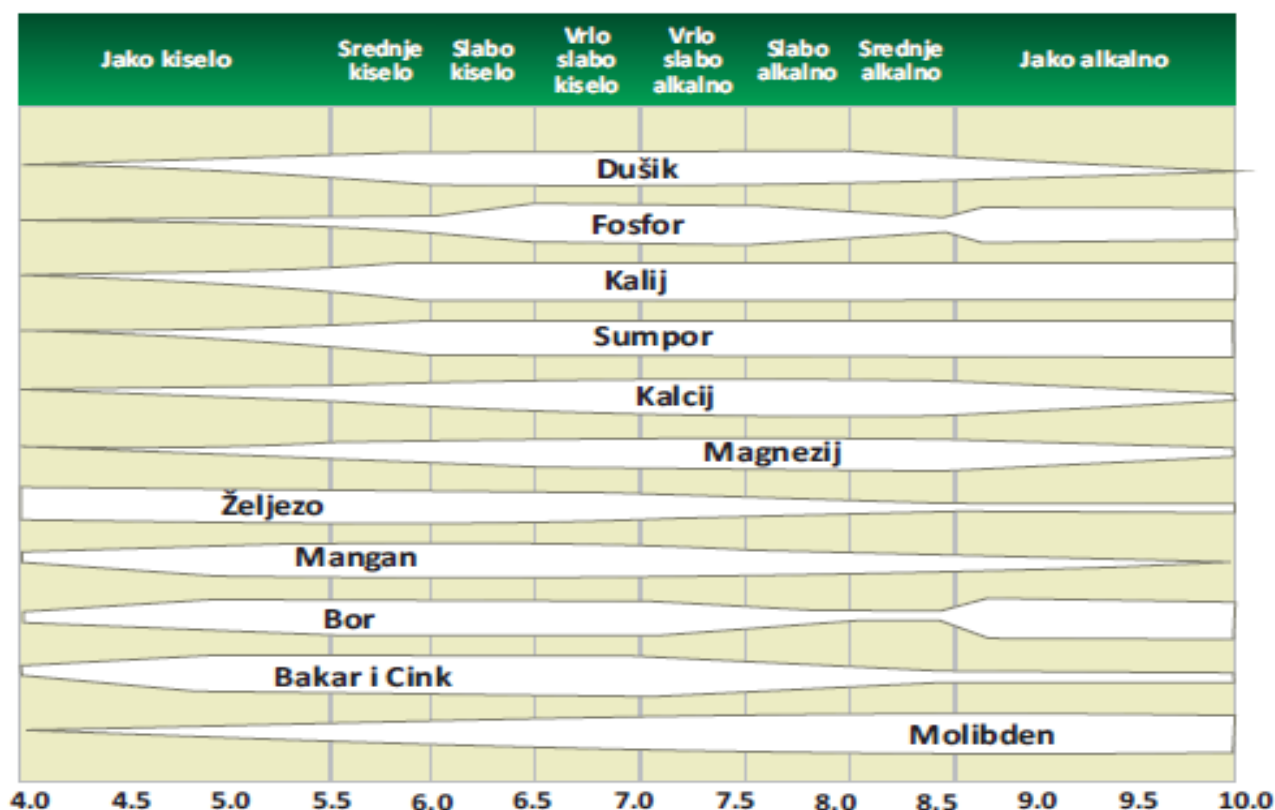 Jako kiselo
Srednje
kiselo
Slabo
kiselo
Vrlo
slabo
kiselo
Vrlo
slabo
alkalno
Slabo
alkalno
Srednje
alkalno
Jako alkalno
Dušik
Fosfor
Kalij
Sumpor
Kalcij
Magnezij
Željezo
Mangan
Bor
Bakar i Cink
Molibden
4.0 4.5 5.0 5.5 6.0 6.5 7.0 7.5 8.0 8.5 9.0 9.5 10.0